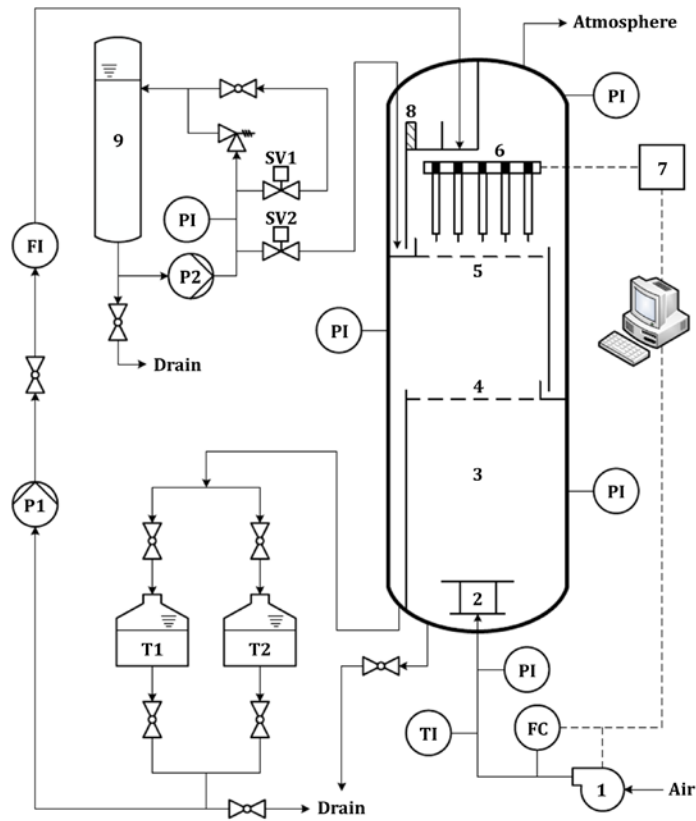 Atmosphere
PI
8
6
7
9
SV1
PI
SV2
FI
P2
5
PI
Drain
4
3
PI
P1
2
T1
T2
PI
TI
FC
1
Air
Drain